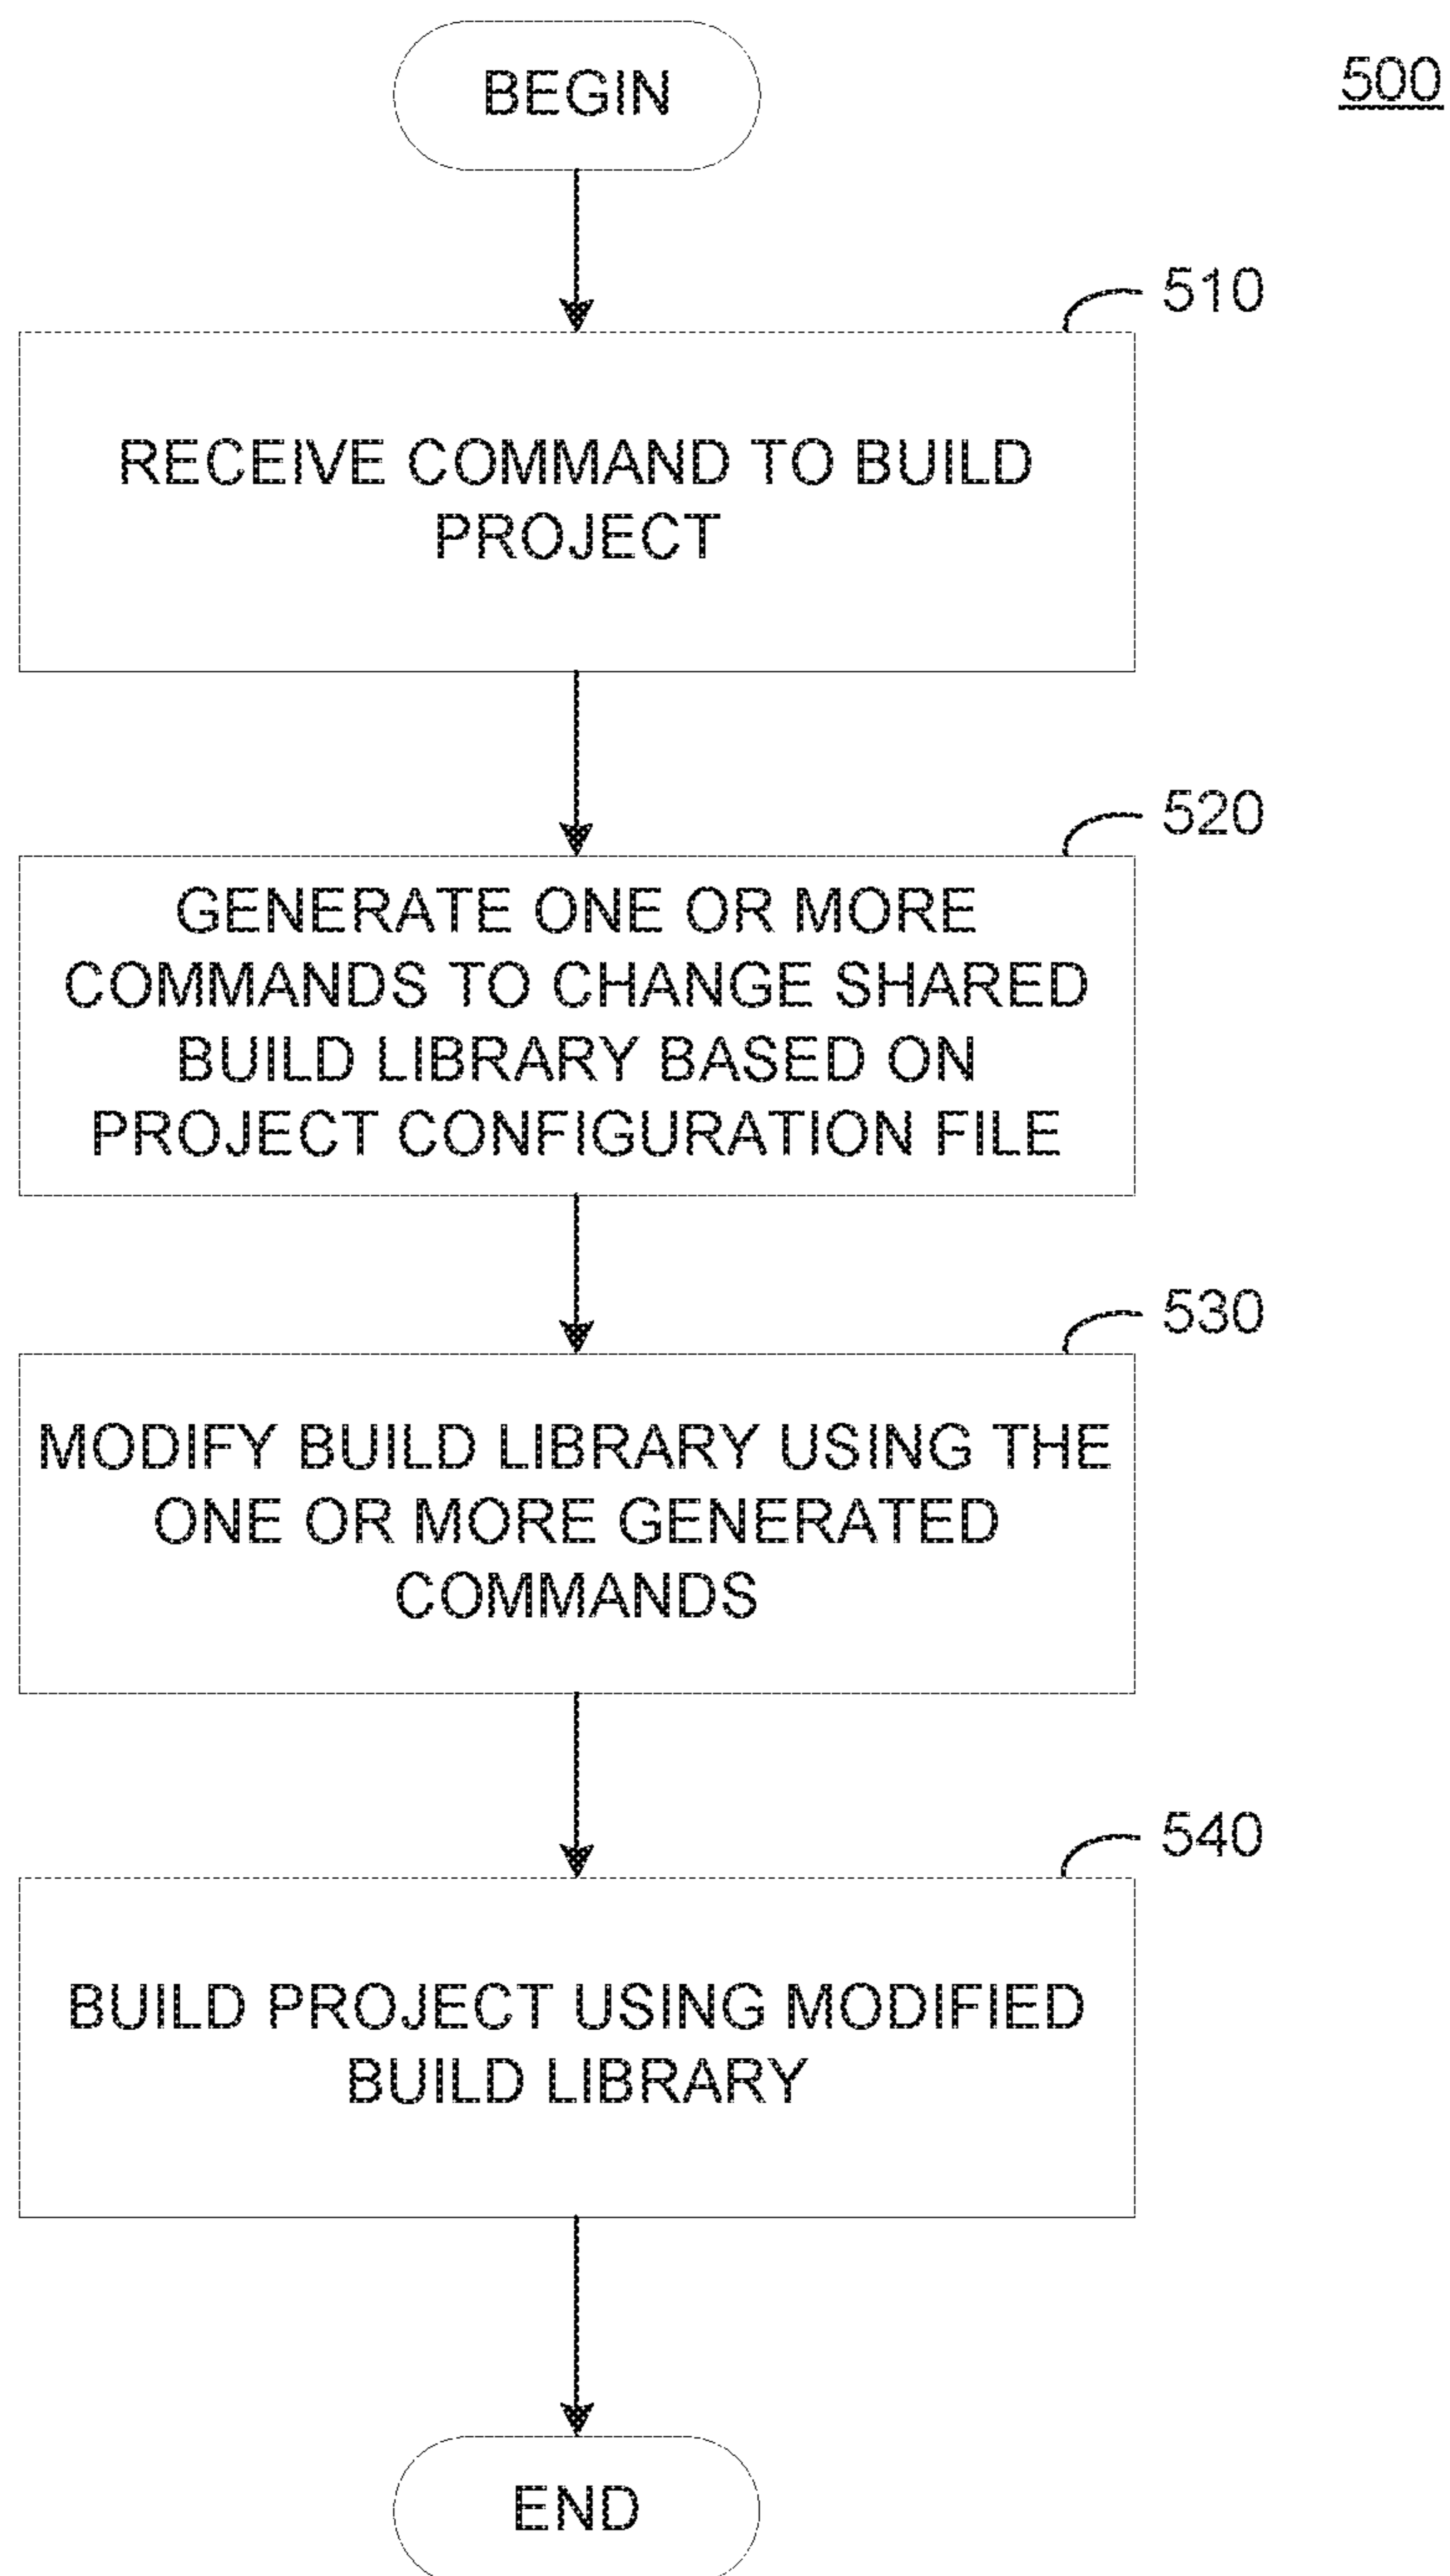 BEGIN
500
510
RECEIVE COMMAND TO BUILD
PROJECT
520
GENERATE ONE OR MORE
COMMANDS TO CHANGE SHARED
BUILD LIBRARY BASED ON
PROJECT CONFIGURATION FILE
530
MODIFY BUILD LIBRARY USING THE
ONE OR MORE GENERATED
COMMANDS
540
BUILD PROJECT USING MODIFIED
BUILD LIBRARY
END